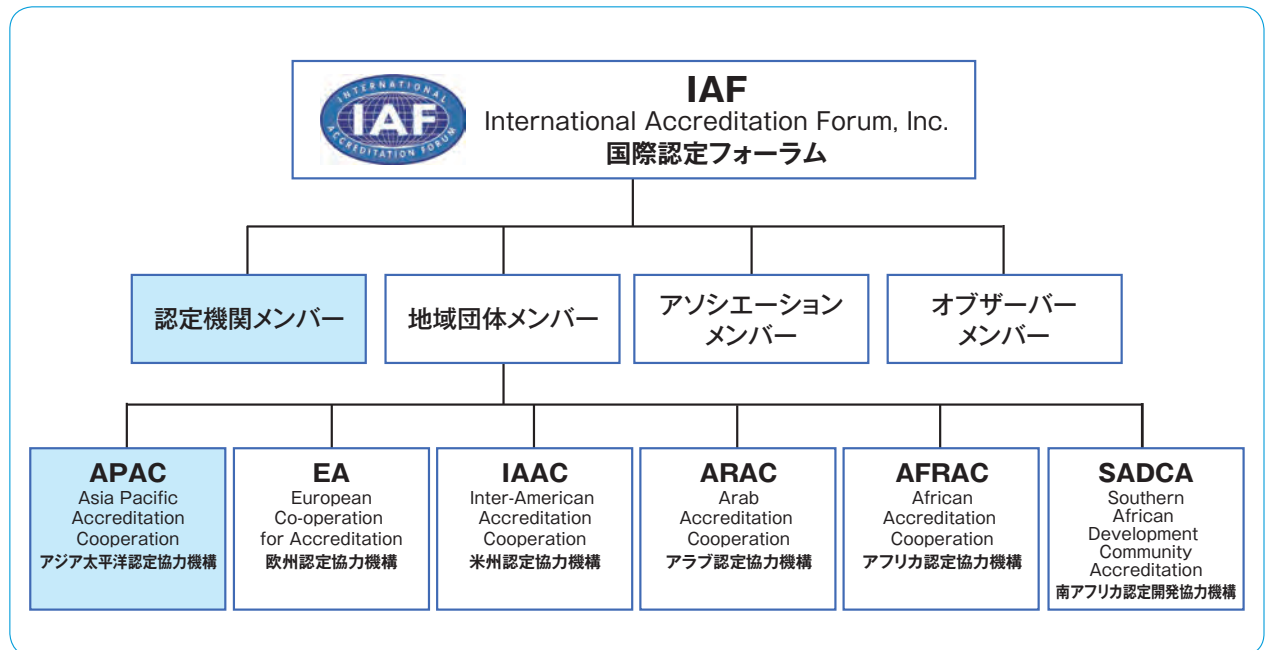 INTERNATIONAL
IAF
ACCREDITATION FORUM
IAF
International Accreditation Forum, Inc.
国際認定フォーラム
認定機関メンバー
地域団体メンバー
アソシエーション
メンバー
オブザーバー
メンバー
APAC
Asia Pacific
Accreditation
Cooperation
アジア太平洋認定協力機構
EA
European
Co-operation
for Accreditation
欧州認定協力機構
IAAC
Inter-American
Accreditation
Cooperation
米州認定協力機構
ARAC
Arab
Accreditation
Cooperation
アラブ認定協力機構
AFRAC
African
Accreditation
Cooperation
アフリカ認定協力機構
SADCA
Southern
African
Development
Community
Accreditation
南アフリカ認定開発協力機構